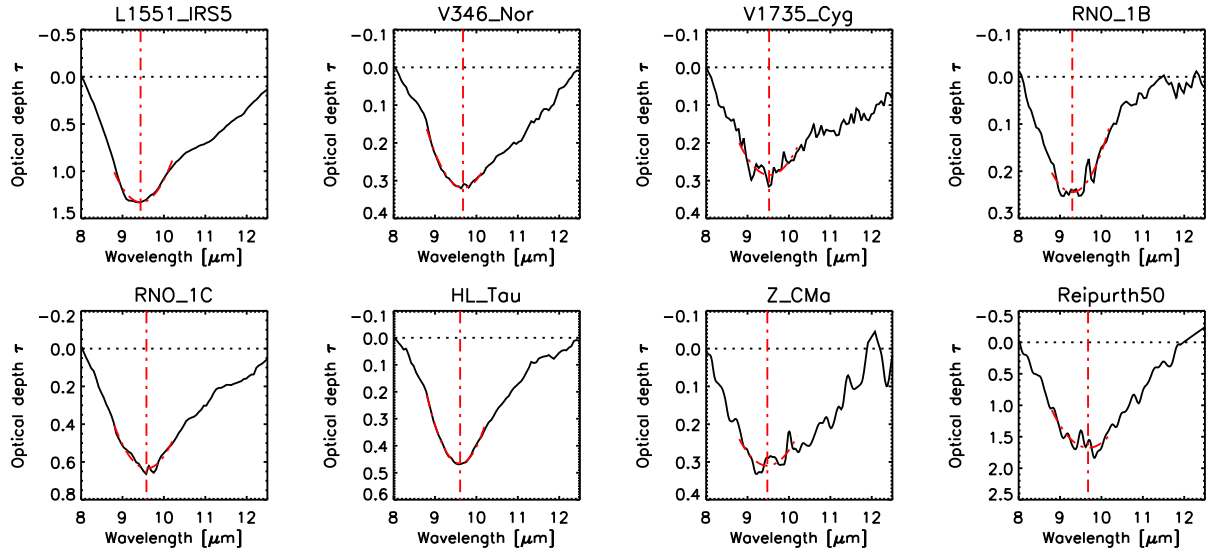 L1551_IRS5
V346_Nor
V1735_Cyg
RNO_1B
Optical depth τ
−0.5
0.0
0.5
1.0
1.5
8 9 10 11 12
Wavelength [μm]
Optical depth τ
−0.1
0.0
0.1
0.2
0.3
0.4
8 9 10 11 12
Wavelength [μm]
Optical depth τ
−0.1
0.0
0.1
0.2
0.3
0.4
8 9 10 11 12
Wavelength [μm]
Optical depth τ
−0.1
0.0
0.1
0.2
0.3
8 9 10 11 12
Wavelength [μm]
RNO_1C
HL_Tau
Z_CMa
Reipurth50
Optical depth τ
−0.2
0.0
0.2
0.4
0.6
0.8
8 9 10 11 12
Wavelength [μm]
Optical depth τ
−0.1
0.0
0.1
0.2
0.3
0.4
0.5
0.6
8 9 10 11 12
Wavelength [μm]
Optical depth τ
−0.1
0.0
0.1
0.2
0.3
0.4
8 9 10 11 12
Wavelength [μm]
Optical depth τ
−0.5
0.0
0.5
1.0
1.5
2.0
2.5
8 9 10 11 12
Wavelength [μm]